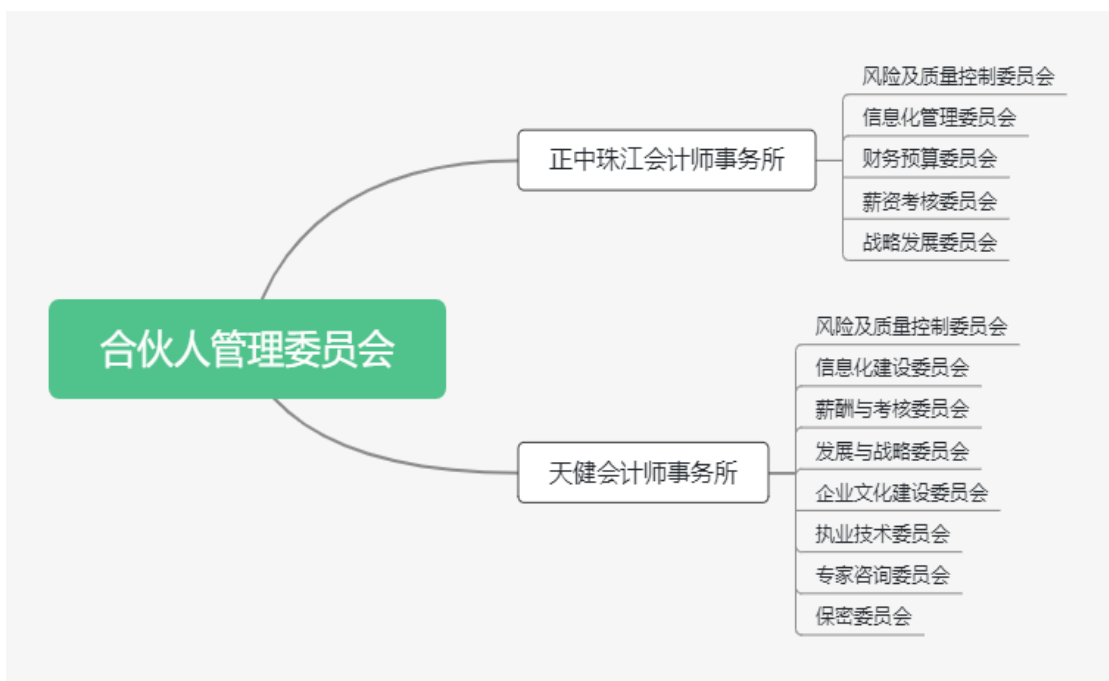 合伙人管理委员会
正中珠江会计师事务所
风险及质量控制委员会
信息化管理委员会
财务预算委员会
薪资考核委员会
战略发展委员会
天健会计师事务所
风险及质量控制委员会
信息化建设委员会
薪酬与考核委员会
发展与战略委员会
企业文化建设委员会
执业技术委员会
专家咨询委员会
保密委员会